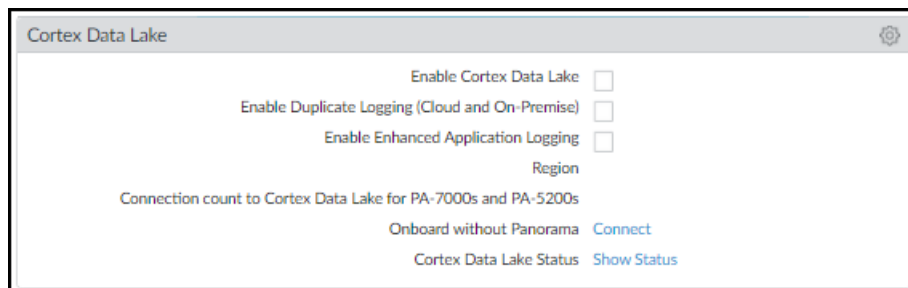 Cortex Data Lake
Enable Cortex Data Lake
Enable Duplicate Logging (Cloud and On-Premise)
Enable Enhanced Application Logging
Region
Connection count to Cortex Data Lake for PA-7000s and PA-5200s
Onboard without Panorama Connect
Cortex Data Lake Status Show Status